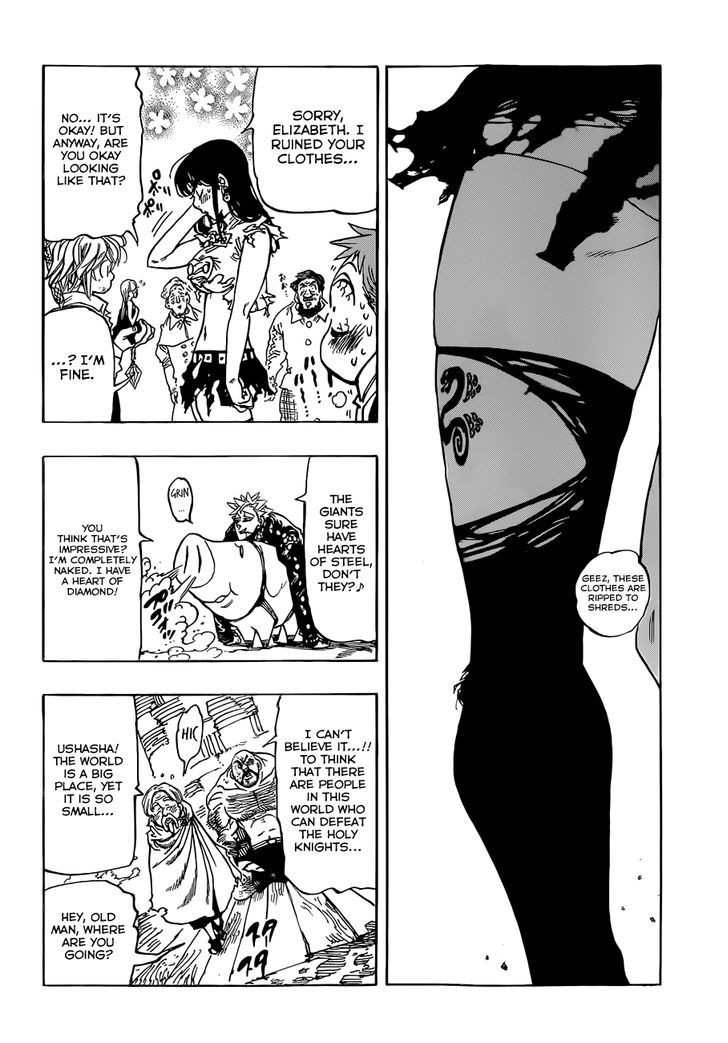 GEEZ, THESE
CLOTHES ARE
RIPPED TO
SHREDS...
SORRY,
ELIZABETH. I
RUINED YOUR
CLOTHES...
NO... IT'S
OKAY! BUT
ANYWAY, ARE
YOU OKAY
LOOKING
LIKE THAT?
...? I'M
FINE.
THE
GIANTS
SURE
HAVE
HEARTS
OF STEEL,
DON'T
THEY?♪
GRIN
...
YOU
THINK THAT'S
IMPRESSIVE?
I'M COMPLETELY
NAKED. I HAVE
A HEART OF
DIAMOND!
I CAN'T
BELIEVE IT...!!
TO THINK
THAT THERE
ARE PEOPLE
IN THIS
WORLD WHO
CAN DEFEAT
THE HOLY
KNIGHTS...
HIC
USHASHA!
THE WORLD
IS A BIG
PLACE, YET
IT IS SO
SMALL...
HEY, OLD
MAN, WHERE
ARE YOU
GOING?